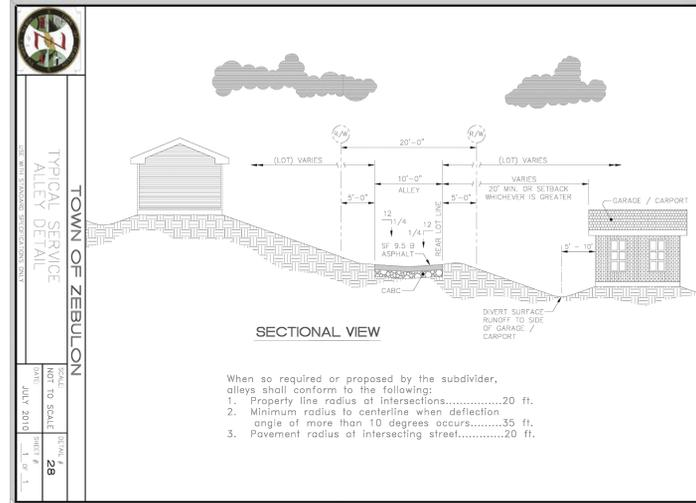 R/W
R/W
20'-0"
(LOT) VARIES
(LOT) VARIES
10'-0"
ALLEY
VARIES
20' MIN. OR SETBACK
WHICHEVER IS GREATER
5'-0"
5'-0"
REAR LOT LINE
GARAGE / CARPORT
12
1/4
12
1/4
SF 9.5 B
ASPHALT
5' - 10'
CABC
DIVERT SURFACE
RUNOFF TO SIDE
OF GARAGE /
CARPORT
SECTIONAL VIEW
When so required or proposed by the subdivider,
alleys shall conform to the following:
1. Property line radius at intersections...............20 ft.
2. Minimum radius to centerline when deflection
angle of more than 10 degrees occurs........35 ft.
3. Pavement radius at intersecting street............20 ft.
TOWN OF ZEBULON
TYPICAL SERVICE
ALLEY DETAIL
USE WITH STANDARD SPECIFICATIONS ONLY
SCALE:
NOT TO SCALE
DATE:
JULY 2010
DETAIL #
28
SHEET #:
1 OF 1